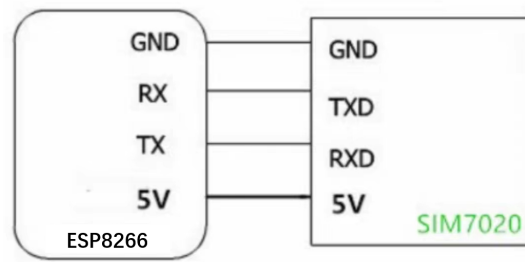 GND
RX
TX
5V
ESP8266
GND
TXD
RXD
5V
SIM7020